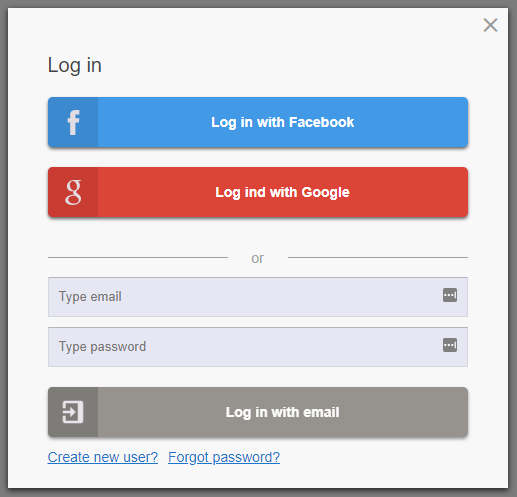 Log in
Log in with Facebook
Log ind with Google
or
Type email
Type password
Log in with email
Create new user? Forgot password?